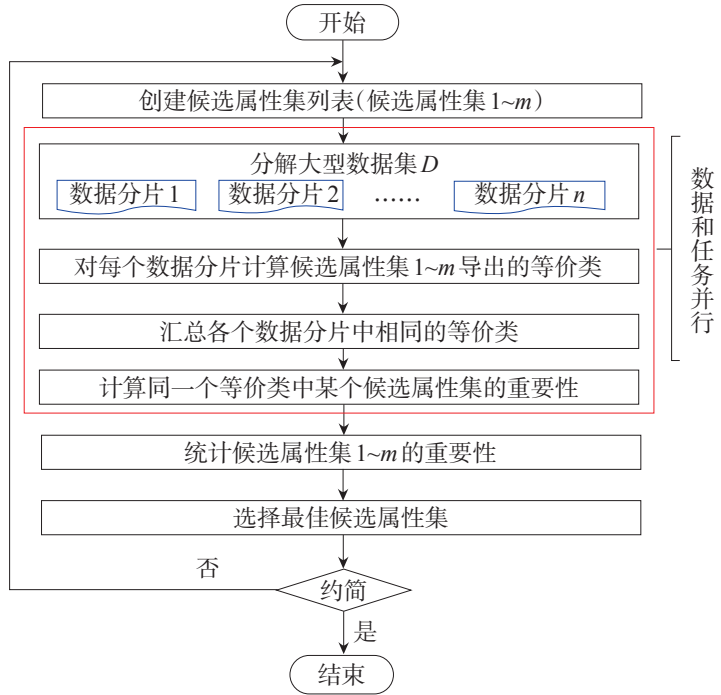 开始
创建候选属性集列表(候选属性集1~m)
分解大型数据集D
数据分片1 数据分片2 …… 数据分片n
对每个数据分片计算候选属性集1~m导出的等价类
汇总各个数据分片中相同的等价类
计算同一个等价类中某个候选属性集的重要性
数据和任务并行
统计候选属性集1~m的重要性
选择最佳候选属性集
否
约简
是
结束